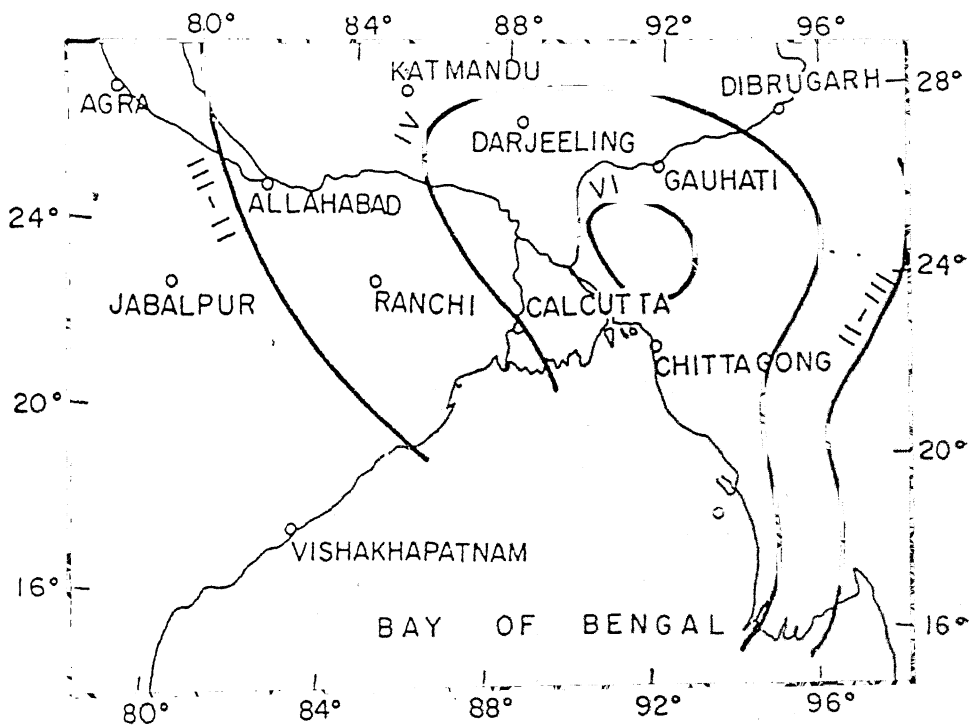 80° 84° 88° 92° 96°
KATMANDU
DIBRUGARH
28°
AGRA
IV
DARJEELING
III-II
VI
GAUHATI
ALLAHABAD
24°
24°
JABALPUR
RANCHI
CALCUTTA
II-III
CHITTAGONG
20°
20°
VISHAKHAPATNAM
16°
BAY OF BENGAL
16°
80° 84° 88° 92° 96°